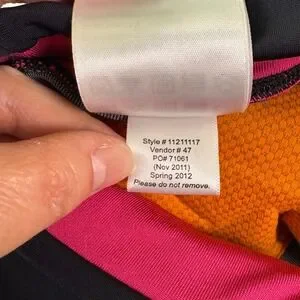 Style # 11211117
Vendor # 47
PO# 71061
(Nov 2011)
Spring 2012
Please do not remove.